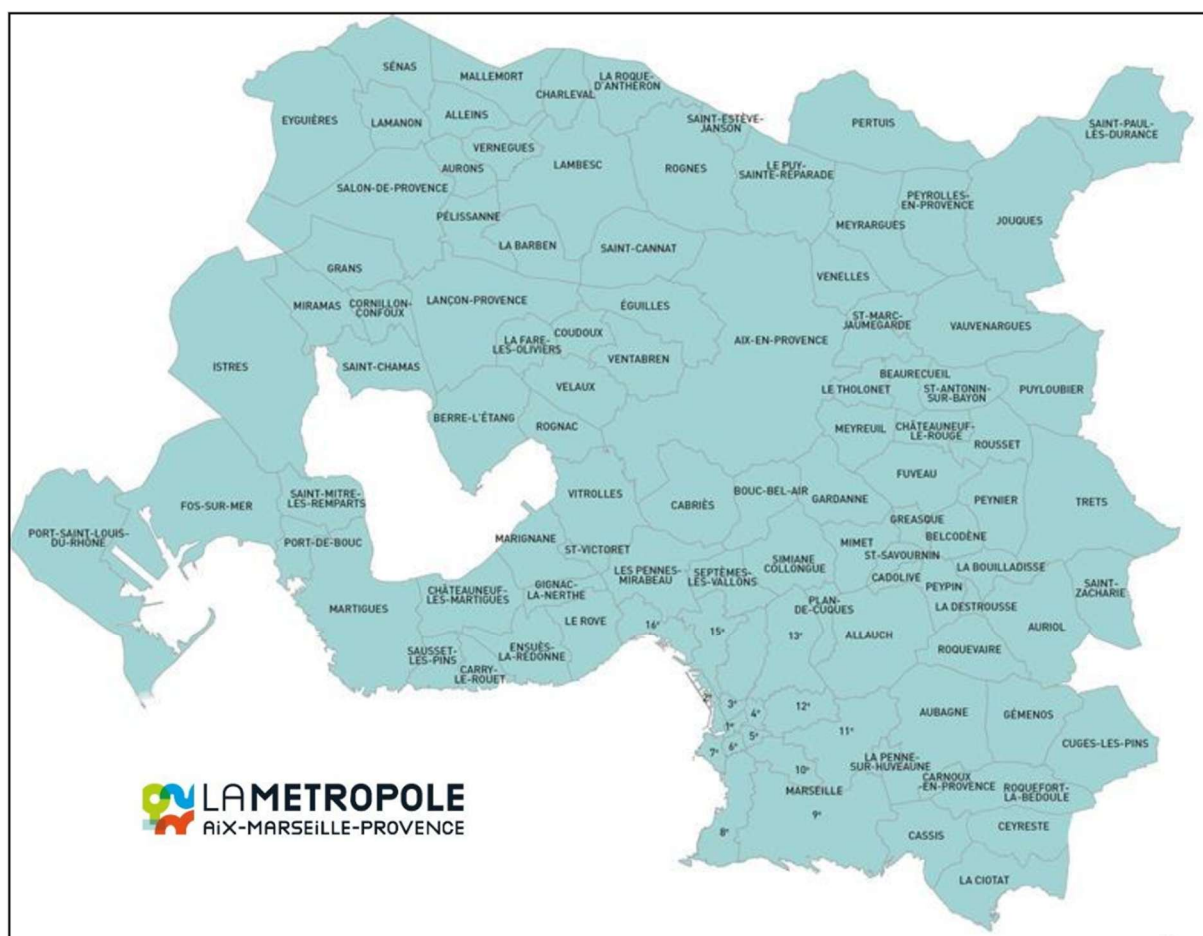 SÉNAS
MALLEMORT
LA ROQUE-
D'ANTHÉRON
CHARLEVAL
EYGUIÈRES
LAMANON
ALLEINS
SAINT-ESTÈVE-
JANSON
PERTUIS
SAINT-PAUL-
LÈS-DURANCE
VERNEGUES
AURONS
LAMBESC
ROGNES
LE PUY-
SAINTE-RÉPARADE
SALON-DE-PROVENCE
PEYROLLES-
EN-PROVENCE
PÉLISSANNE
MEYRARGUES
JOUQUES
LA BARBEN
SAINT-CANNAT
GRANS
VENELLES
MIRAMAS
CORNILLON-
CONFOUX
LANÇON-PROVENCE
ÉGUILLES
ST-MARC-
JAUMEGARDE
VAUVENARGUES
LA FARE-
LES-OLIVIERS
COUDOUX
AIX-EN-PROVENCE
ISTRES
SAINT-CHAMAS
VENTABREN
BEAURECUEIL
VELAUX
LE THOLONET
ST-ANTONIN-
SUR-BAYON
PUYLOUBIER
BERRE-L'ÉTANG
ROGNAC
MEYREUIL
CHÂTEAUNEUF-
LE-ROUGE
ROUSSET
FUVEAU
SAINT-MITRE-
LES-REMPARTS
VITROLLES
BOUC-BEL-AIR
GARDANNE
PEYNIER
TRETS
FOS-SUR-MER
CABRIÈS
GREASQUE
PORT-SAINT-LOUIS-
DU-RHÔNE
PORT-DE-BOUC
MARIGNANE
ST-VICTORET
MIMET
BELCODÈNE
ST-SAVOURNIN
LES PENNES-
MIRABEAU
SEPTÈMES-
LES-VALLONS
SIMIANE
COLLONGUE
LA BOUILLADISSE
CADOLIVE
PEYPIN
SAINT-
ZACHARIE
CHÂTEAUNEUF-
LES-MARTIGUES
GIGNAC-
LA-NERTHE
PLAN-
DE-CUQUES
LA DESTROUSSE
MARTIGUES
LE ROVE
16e
15e
13e
ALLAUCH
AURIOL
SAUSSET-
LES-PINS
ENSUÈS-
LA-REDONNE
ROQUEVAIRE
CARRY-
LE-ROUET
2e
3e
4e
12e
AUBAGNE
GÉMENOS
1e
5e
11e
7e
6e
CUGES-LES-PINS
LA PENNE-
SUR-HUVEAUNE
10e
MARSEILLE
CARNOUX
-EN-PROVENCE
ROQUEFORT-
LA-BÉDOULE
9e
8e
CASSIS
CEYRESTE
LA CIOTAT
LAMETROPOLE
AiX-MARSEiLLE-PROVENCE